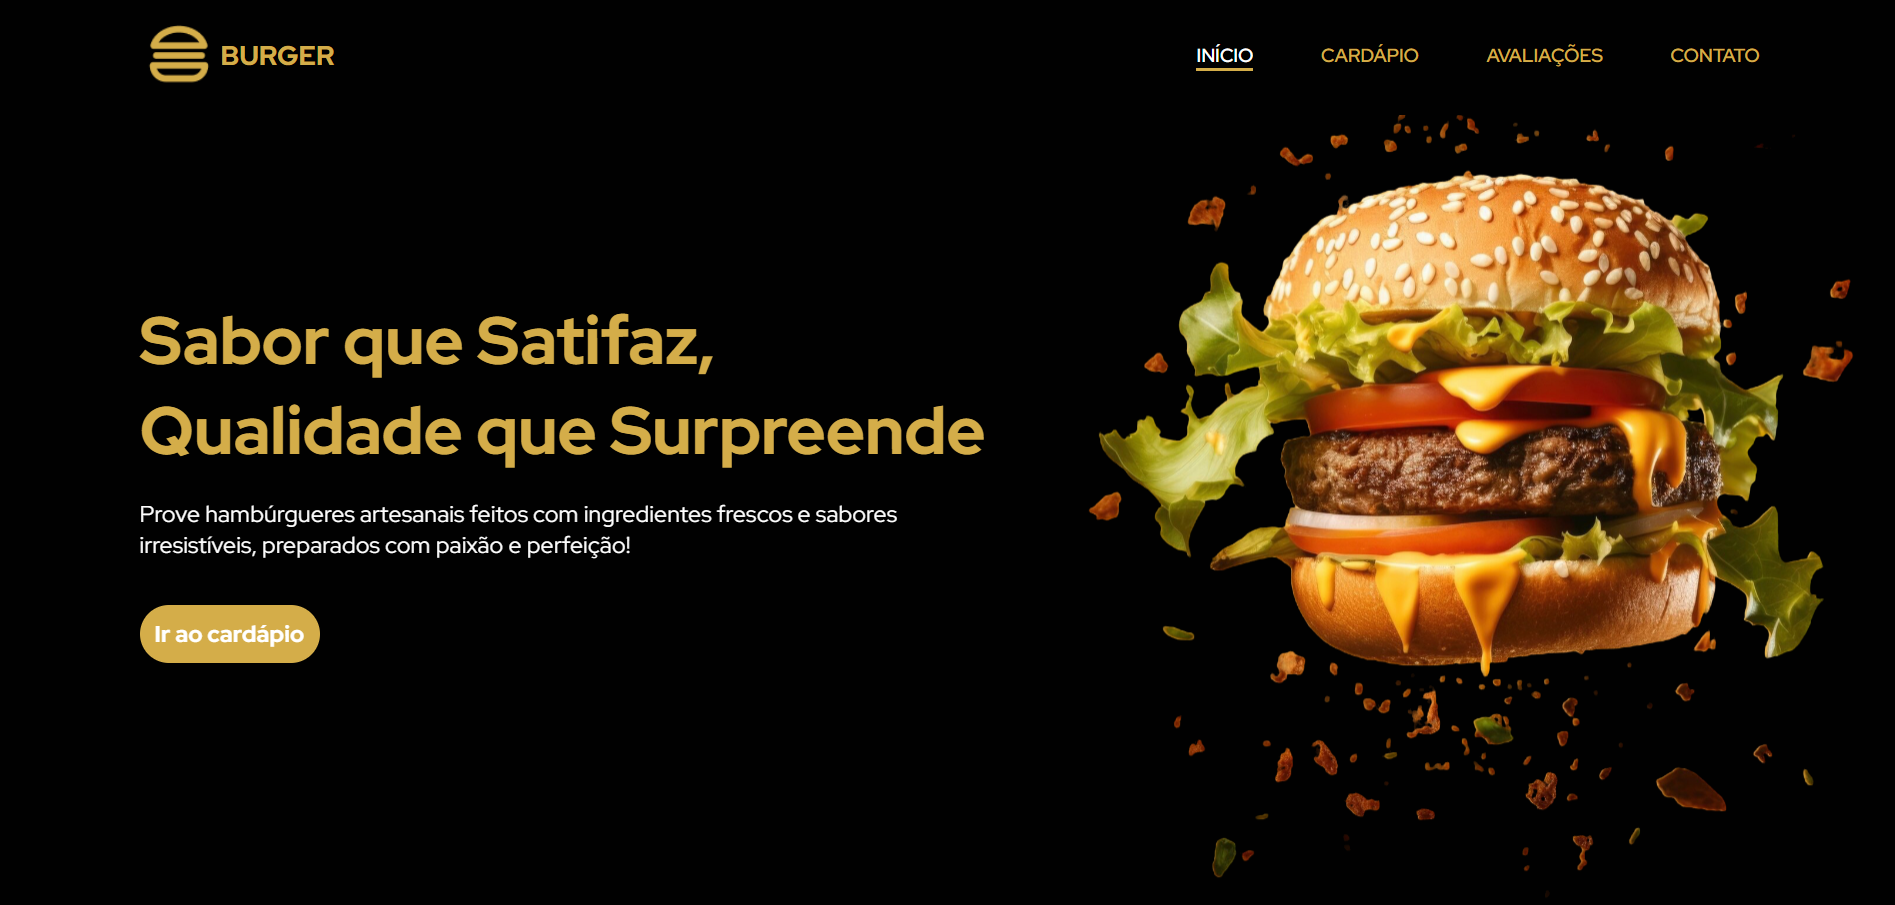 BURGER
INÍCIO
CARDÁPIO
AVALIAÇÕES
CONTATO
Sabor que Satifaz,
Qualidade que Surpreende
Prove hambúrgueres artesanais feitos com ingredientes frescos e sabores
irresistíveis, preparados com paixão e perfeição!
Ir ao cardápio